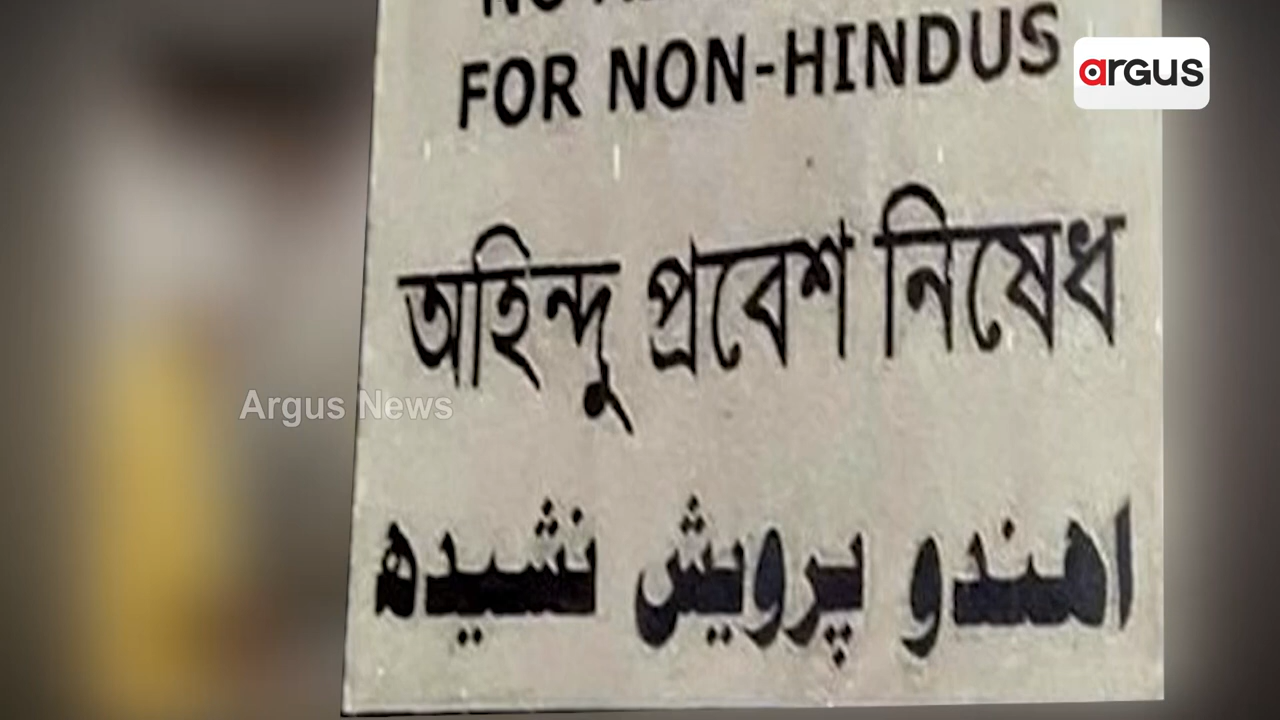 FOR NON-HINDUS
argus
অহিন্দু প্রবেশ নিষেধ
Argus News
اھندو پرویش نشیدھ